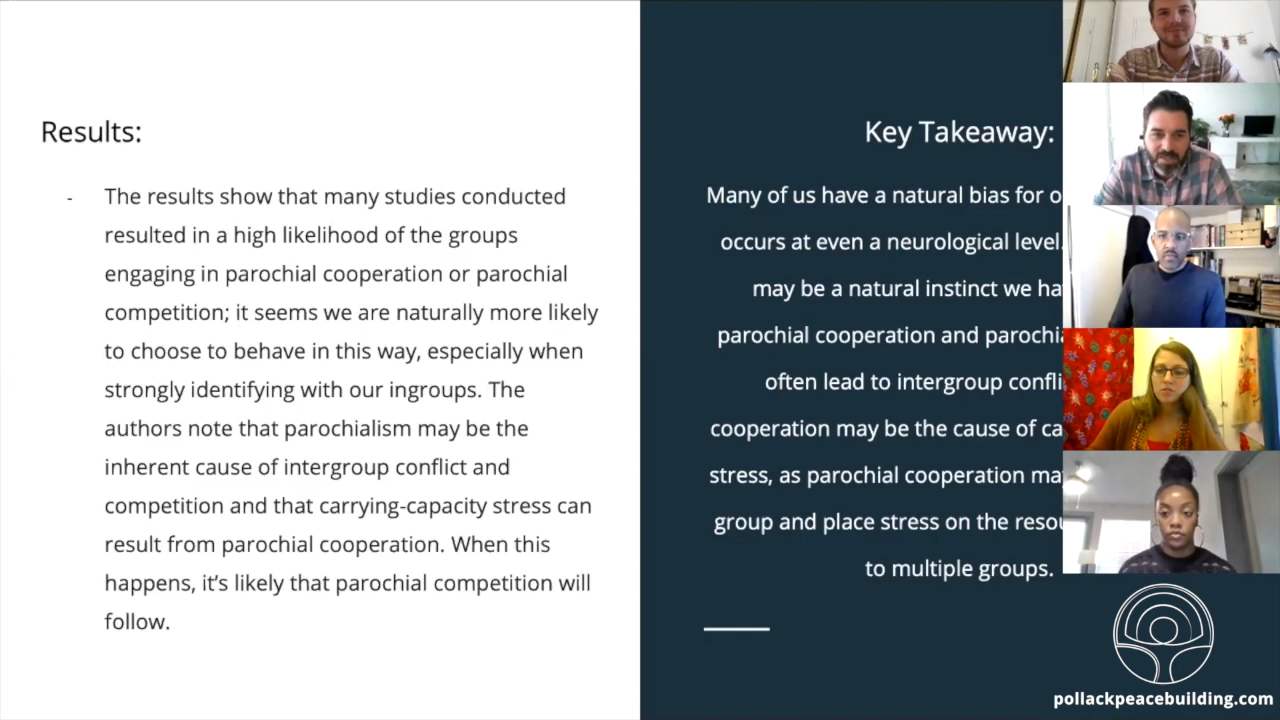 Results:
- The results show that many studies conducted
resulted in a high likelihood of the groups
engaging in parochial cooperation or parochial
competition; it seems we are naturally more likely
to choose to behave in this way, especially when
strongly identifying with our ingroups. The
authors note that parochialism may be the
inherent cause of intergroup conflict and
competition and that carrying-capacity stress can
result from parochial cooperation. When this
happens, it’s likely that parochial competition will
follow.
Key Takeaway:
Many of us have a natural bias for
occurs at even a neurological level.
may be a natural instinct we
parochial cooperation and
often lead to intergroup
cooperation may be the cause of
stress, as parochial cooperation
group and place stress on the
to multiple groups.
pollackpeacebuilding.com